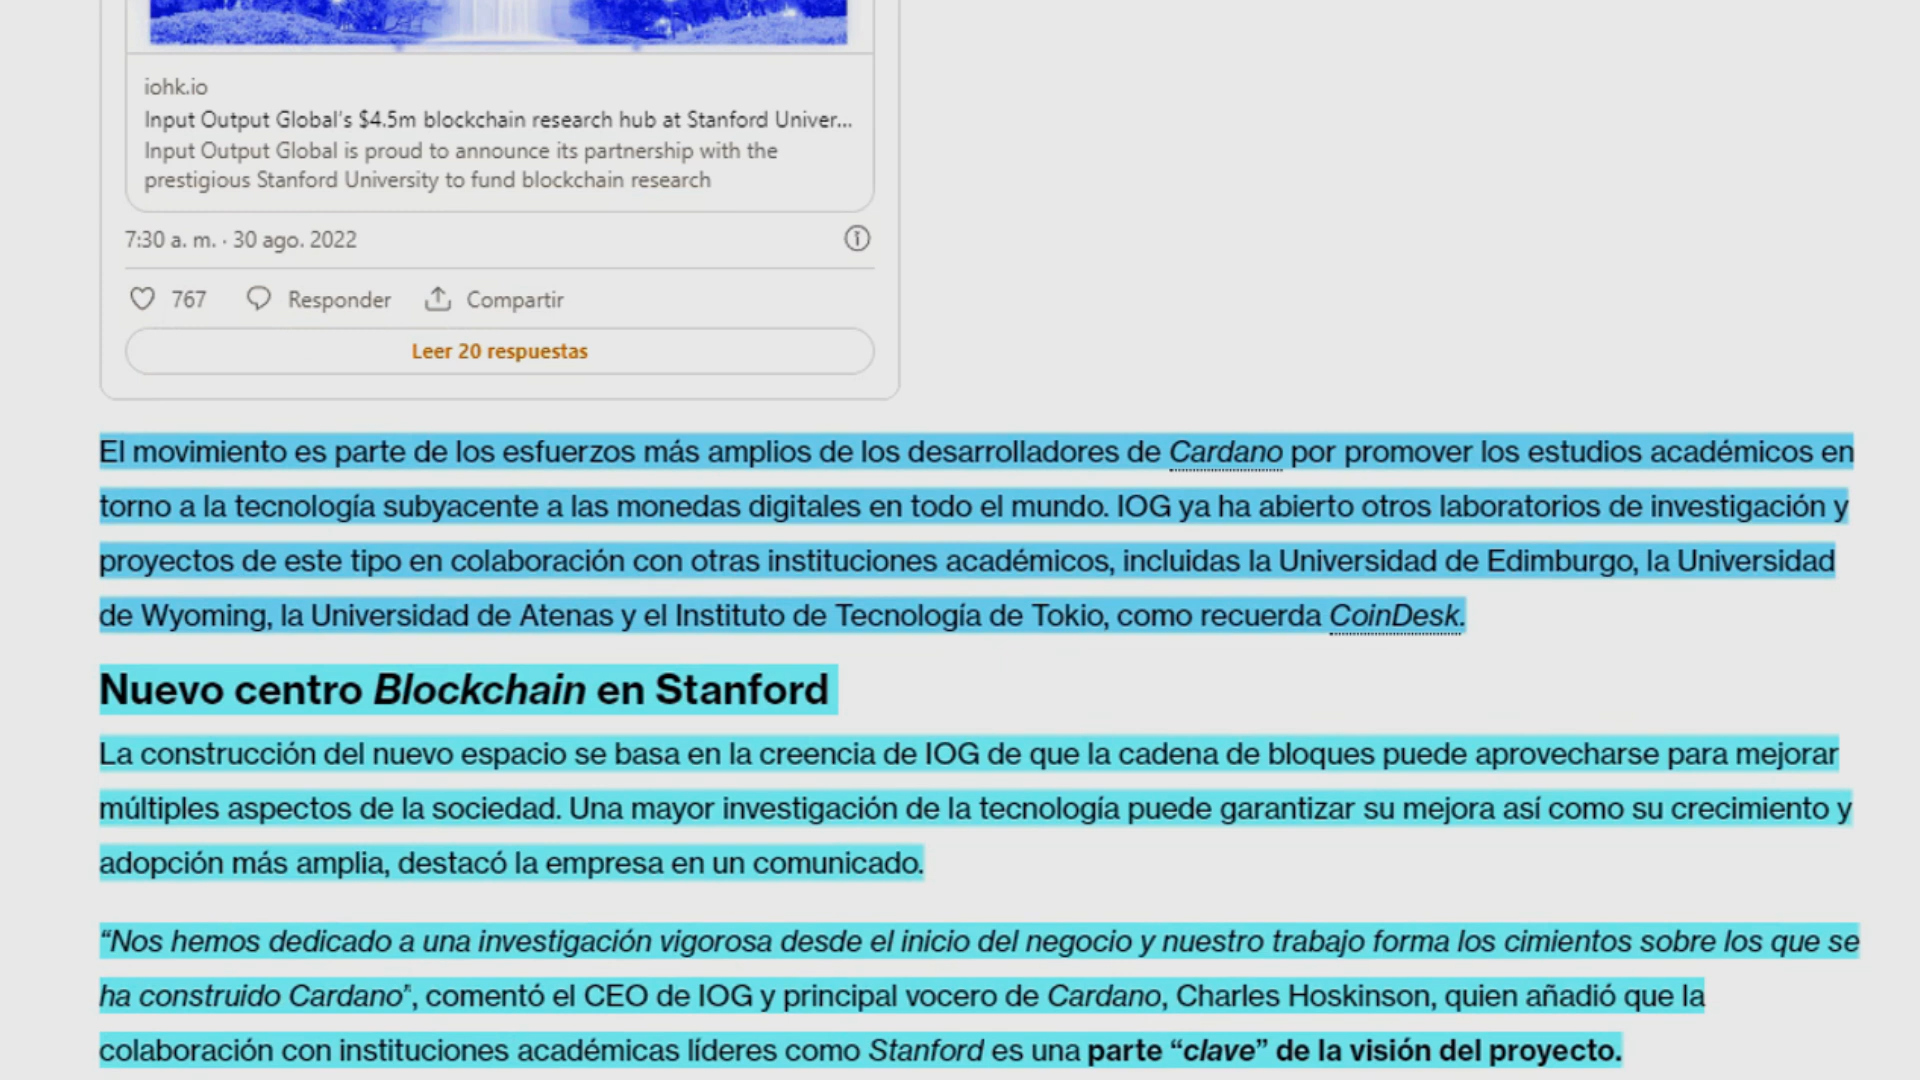 iohk.io
Input Output Global's $4.5m blockchain research hub at Stanford Univer...
Input Output Global is proud to announce its partnership with the
prestigious Stanford University to fund blockchain research
7:30 a. m. · 30 ago. 2022
767 Responder Compartir
Leer 20 respuestas
El movimiento es parte de los esfuerzos más amplios de los desarrolladores de Cardano por promover los estudios académicos en
torno a la tecnología subyacente a las monedas digitales en todo el mundo. IOG ya ha abierto otros laboratorios de investigación y
proyectos de este tipo en colaboración con otras instituciones académicos, incluidas la Universidad de Edimburgo, la Universidad
de Wyoming, la Universidad de Atenas y el Instituto de Tecnología de Tokio, como recuerda CoinDesk.
Nuevo centro Blockchain en Stanford
La construcción del nuevo espacio se basa en la creencia de IOG de que la cadena de bloques puede aprovecharse para mejorar
múltiples aspectos de la sociedad. Una mayor investigación de la tecnología puede garantizar su mejora así como su crecimiento y
adopción más amplia, destacó la empresa en un comunicado.
“Nos hemos dedicado a una investigación vigorosa desde el inicio del negocio y nuestro trabajo forma los cimientos sobre los que se
ha construido Cardano”, comentó el CEO de IOG y principal vocero de Cardano, Charles Hoskinson, quien añadió que la
colaboración con instituciones académicas líderes como Stanford es una parte “clave” de la visión del proyecto.